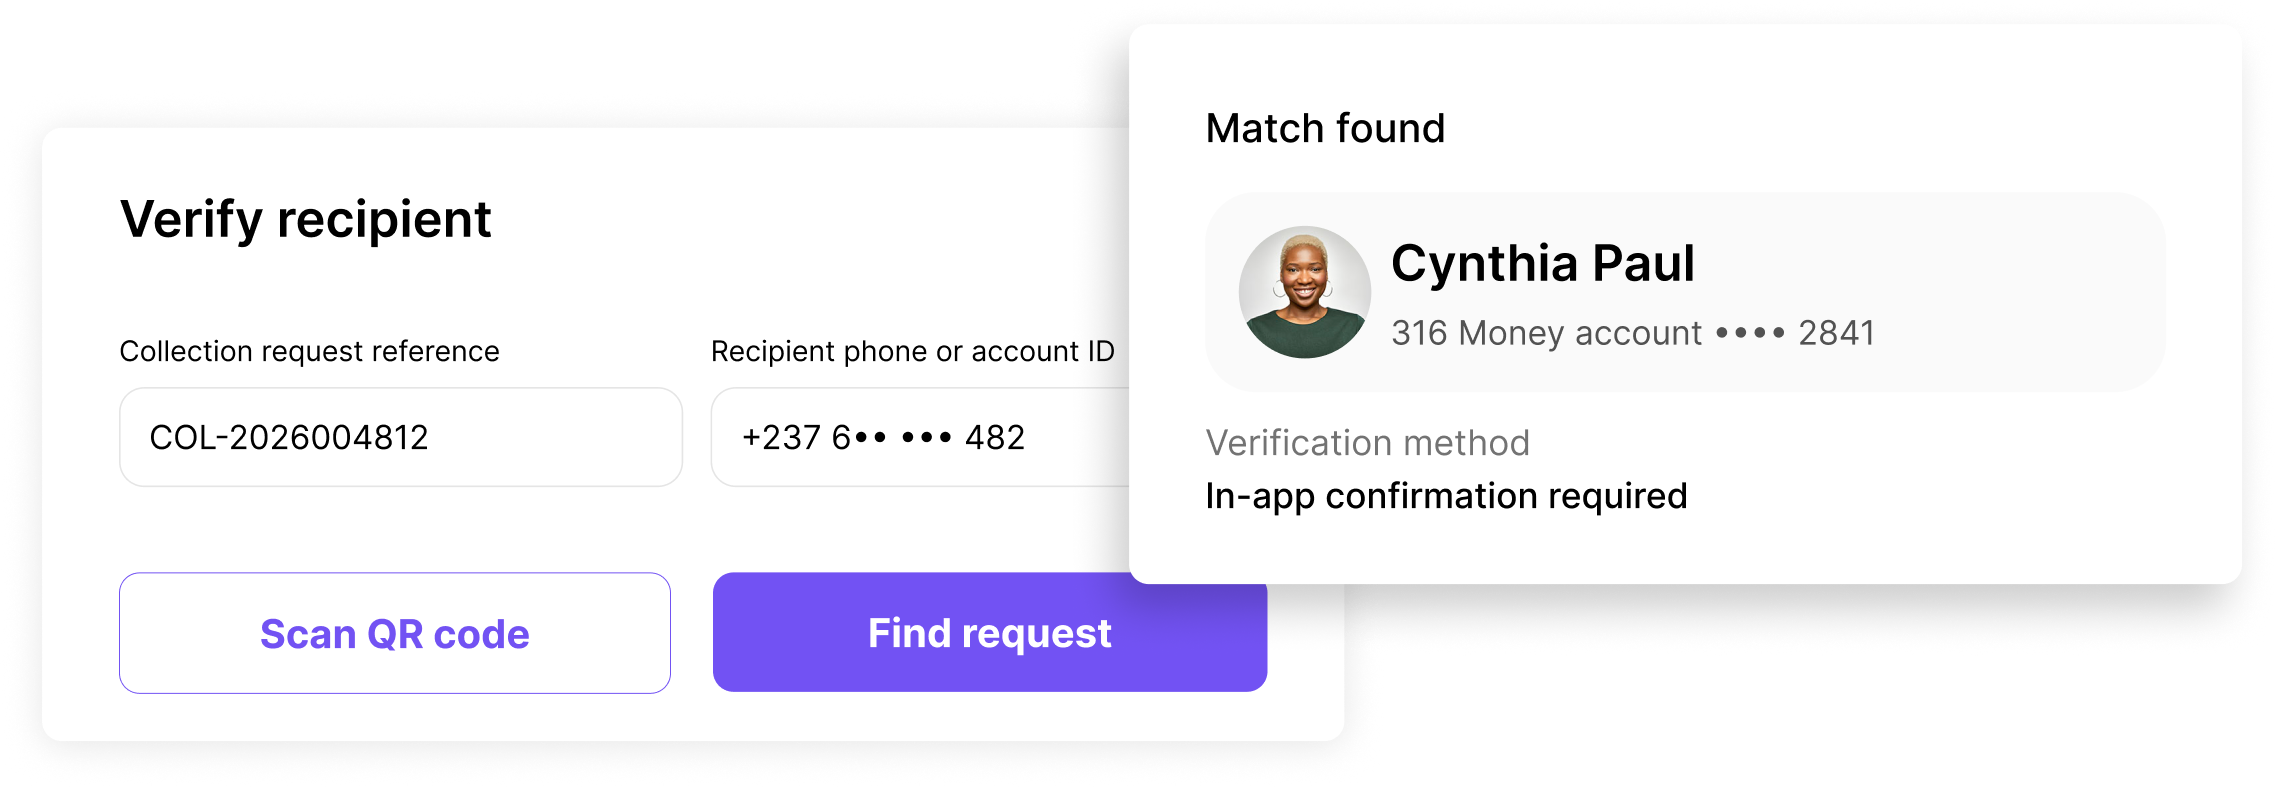 Verify recipient
Collection request reference
COL-2026004812
Recipient phone or account ID
+237 6•• ••• 482
Scan QR code
Find request
Match found
Cynthia Paul
316 Money account •••• 2841
Verification method
In-app confirmation required